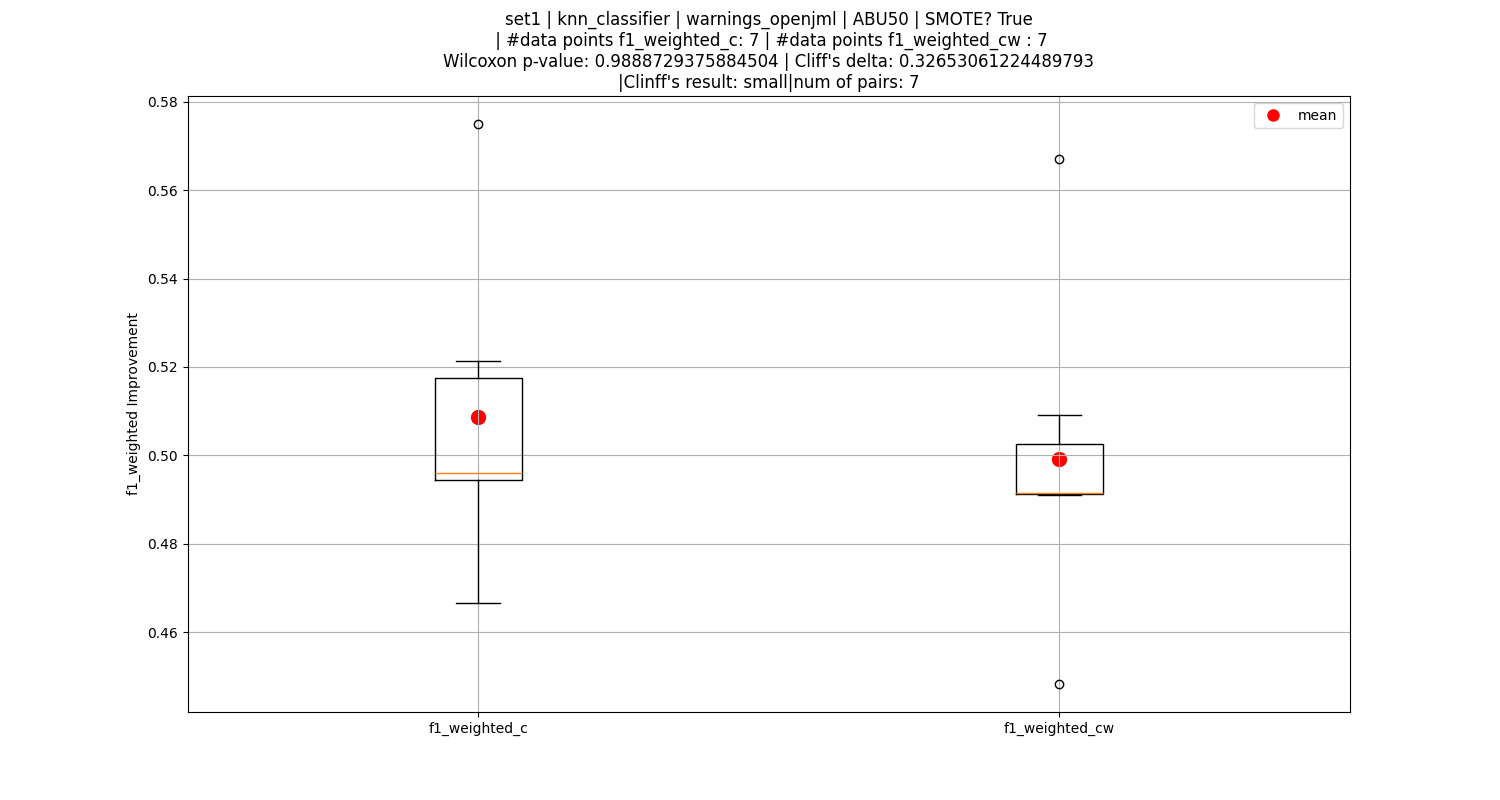 set1 | knn_classifier | warnings_openjml | ABU50 | SMOTE? True
| #data points f1_weighted_c: 7 | #data points f1_weighted_cw : 7
Wilcoxon p-value: 0.9888729375884504 | Cliff's delta: 0.32653061224489793
|Clinff's result: small|num of pairs: 7
0.58
mean
0.56
0.54
0.52
0.50
0.48
0.46
f1_weighted Improvement
f1_weighted_c
f1_weighted_cw